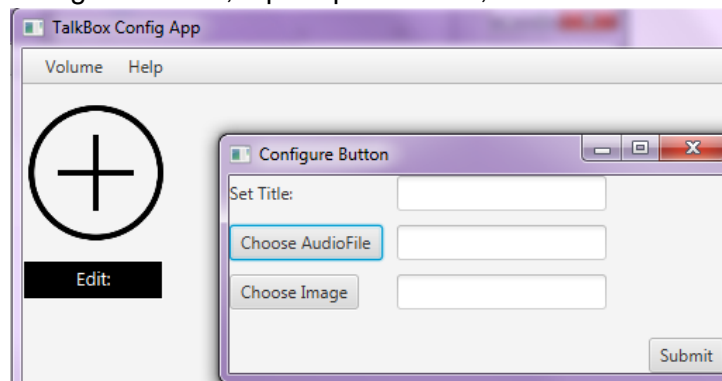 TalkBox Config App
Volume Help
Configure Button
Set Title:
Choose AudioFile
Edit:
Choose Image
Submit